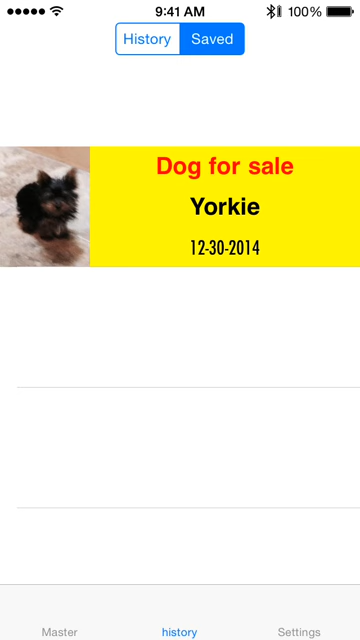 9:41 AM 100%
History Saved
Dog for sale
Yorkie
12-30-2014
Master history Settings